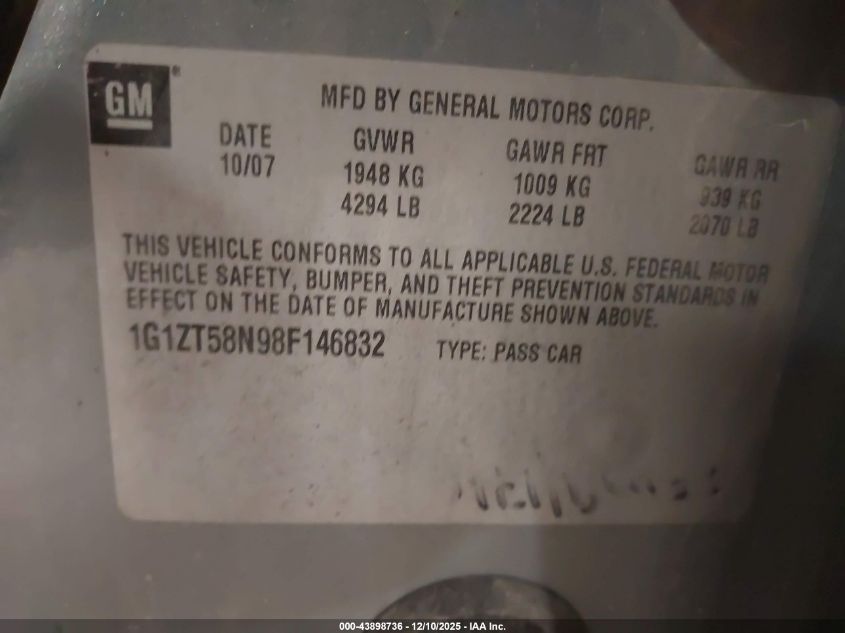 GM®
MFD BY GENERAL MOTORS CORP.
DATE GVWR GAWR FRT GAWR RR
10/07 1948 KG 1009 KG 939 KG
4294 LB 2224 LB 2070 LB
THIS VEHICLE CONFORMS TO ALL APPLICABLE U.S. FEDERAL MOTOR
VEHICLE SAFETY, BUMPER, AND THEFT PREVENTION STANDARDS IN
EFFECT ON THE DATE OF MANUFACTURE SHOWN ABOVE.
1G1ZT58N98F146832 TYPE: PASS CAR
000-43898736 - 12/10/2025 - IAA Inc.